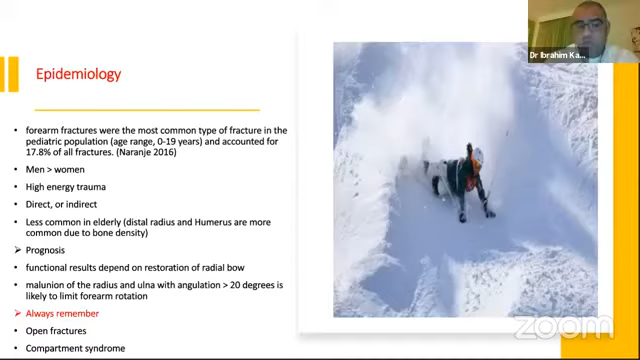 Dr Ibrahim Ka...
Epidemiology
forearm fractures were the most common type of fracture in the
pediatric population (age range, 0-19 years) and accounted for
17.8% of all fractures. (Naranje 2016)
Men > women
High energy trauma
Direct, or indirect
Less common in elderly (distal radius and Humerus are more
common due to bone density)
Prognosis
functional results depend on restoration of radial bow
malunion of the radius and ulna with angulation > 20 degrees is
likely to limit forearm rotation
Always remember
Open fractures
Compartment syndrome
zoom